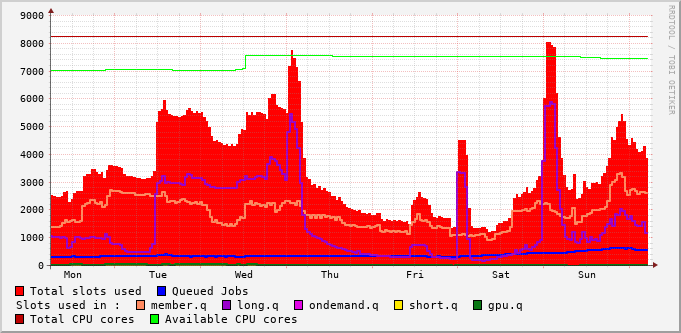 9000
8000
7000
6000
5000
4000
3000
2000
1000
0
Mon Tue Wed Thu Fri Sat Sun
RRDTOOL / TOBI OETIKER
Total slots used Queued Jobs
Slots used in : member.q long.q ondemand.q short.q gpu.q
Total CPU cores Available CPU cores